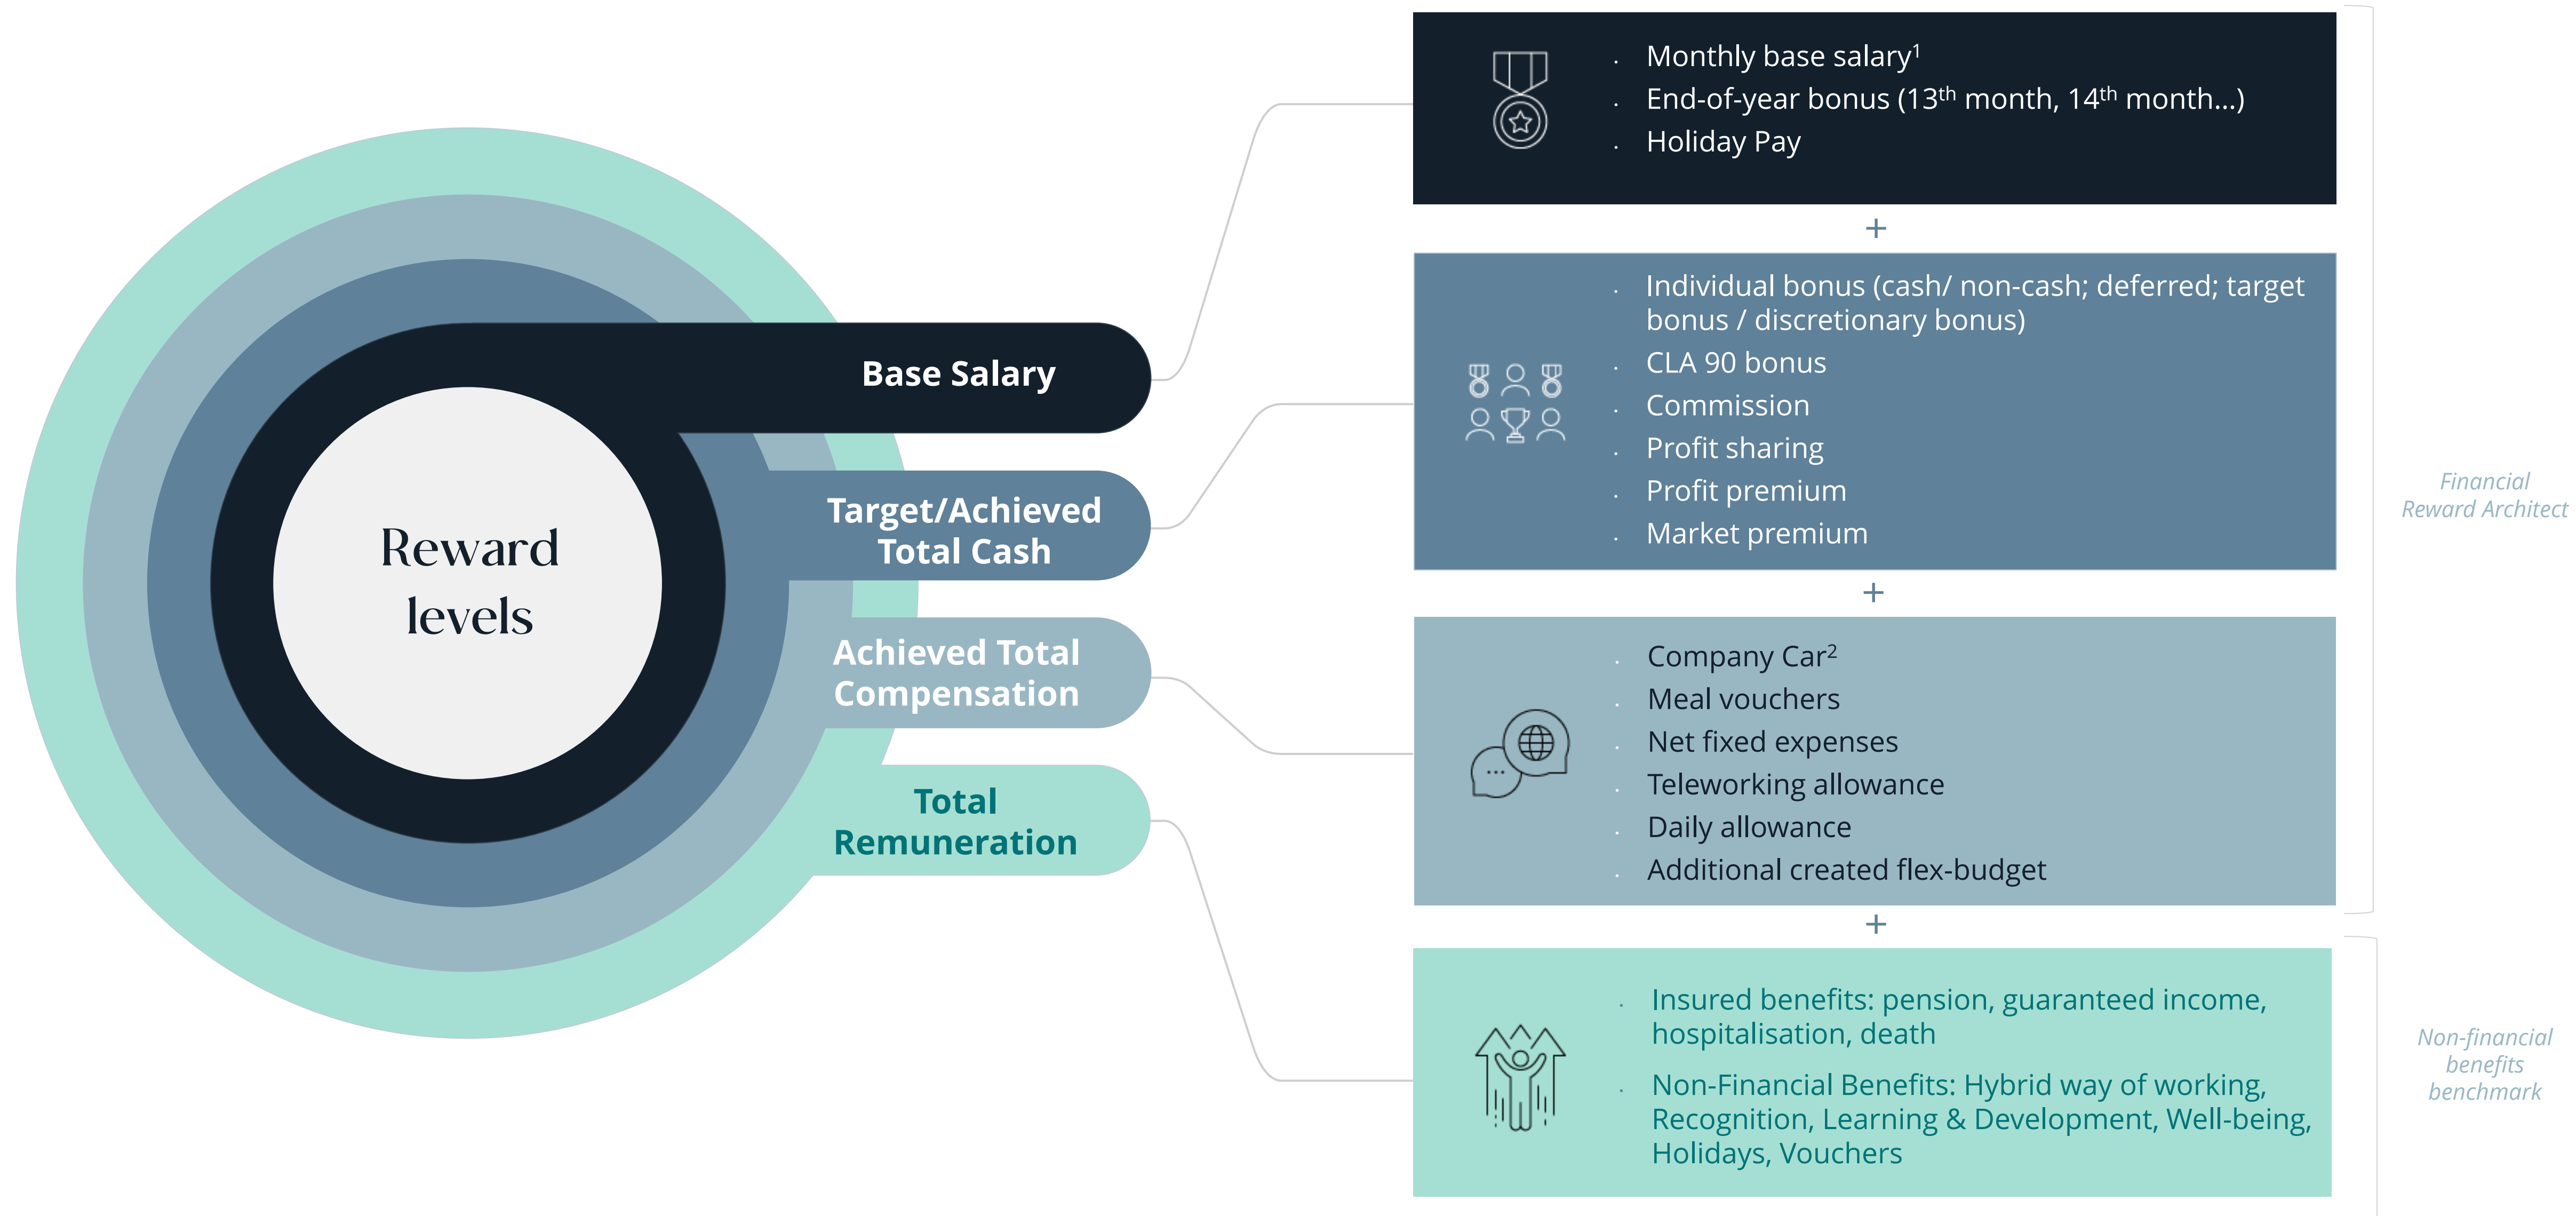 Reward
levels
Base Salary
Target/Achieved
Total Cash
Achieved Total
Compensation
Total
Remuneration
· Monthly base salary¹
· End-of-year bonus (13ᵗʰ month, 14ᵗʰ month...)
· Holiday Pay
+
· Individual bonus (cash/ non-cash; deferred; target
bonus / discretionary bonus)
· CLA 90 bonus
· Commission
· Profit sharing
· Profit premium
· Market premium
+
· Company Car²
· Meal vouchers
· Net fixed expenses
· Teleworking allowance
· Daily allowance
· Additional created flex-budget
+
· Insured benefits: pension, guaranteed income,
hospitalisation, death
· Non-Financial Benefits: Hybrid way of working,
Recognition, Learning & Development, Well-being,
Holidays, Vouchers
Financial
Reward Architect
Non-financial
benefits
benchmark